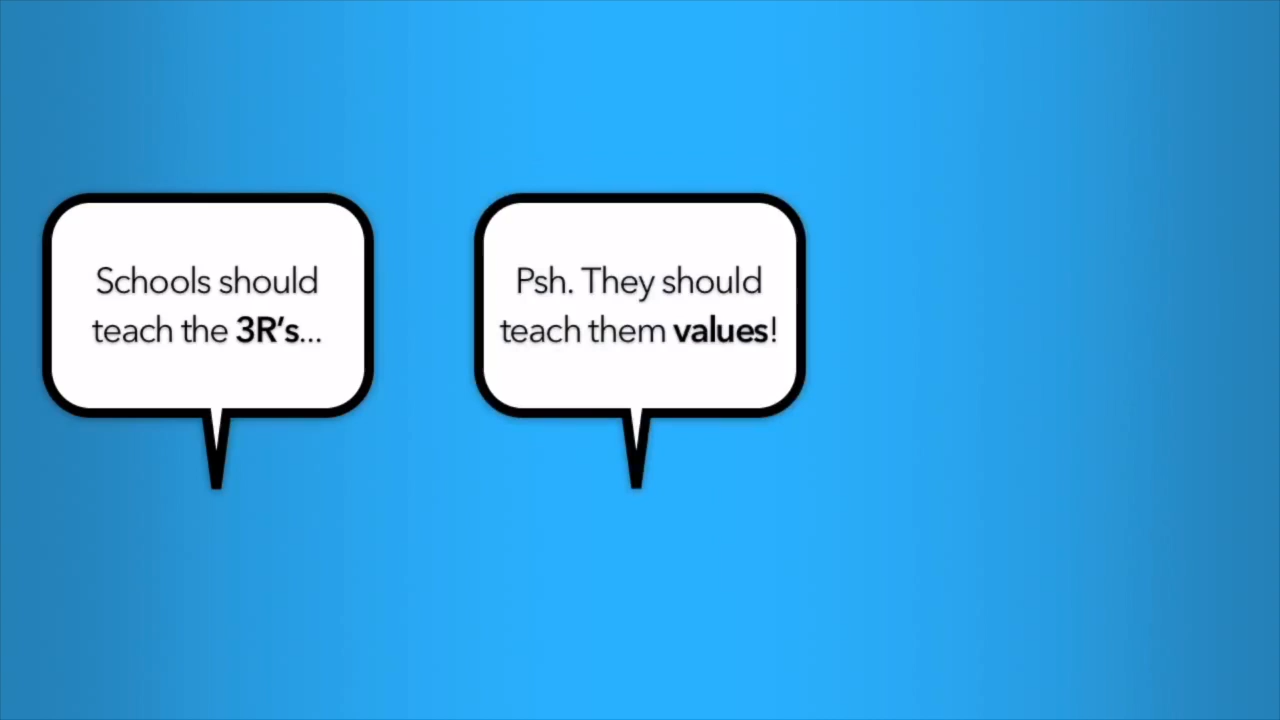 Schools should
teach the 3R’s...
Psh. They should
teach them values!